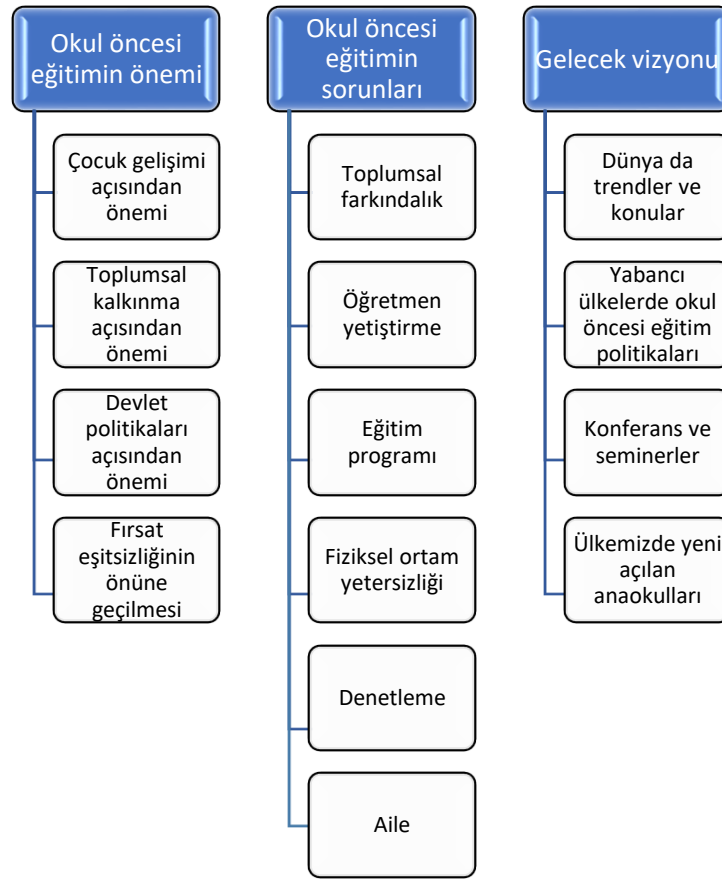 Okul öncesi
eğitimin önemi
Çocuk gelişimi
açısından
önemi
Toplumsal
kalkınma
açısından
önemi
Devlet
politikaları
açısından
önemi
Fırsat
eşitsizliğinin
önüne
geçilmesi
Okul öncesi
eğitimin
sorunları
Toplumsal
farkındalık
Öğretmen
yetiştirme
Eğitim
programı
Fiziksel ortam
yetersizliği
Denetleme
Aile
Gelecek vizyonu
Dünya da
trendler ve
konular
Yabancı
ülkelerde okul
öncesi eğitim
politikaları
Konferans ve
seminerler
Ülkemizde yeni
açılan
anaokulları